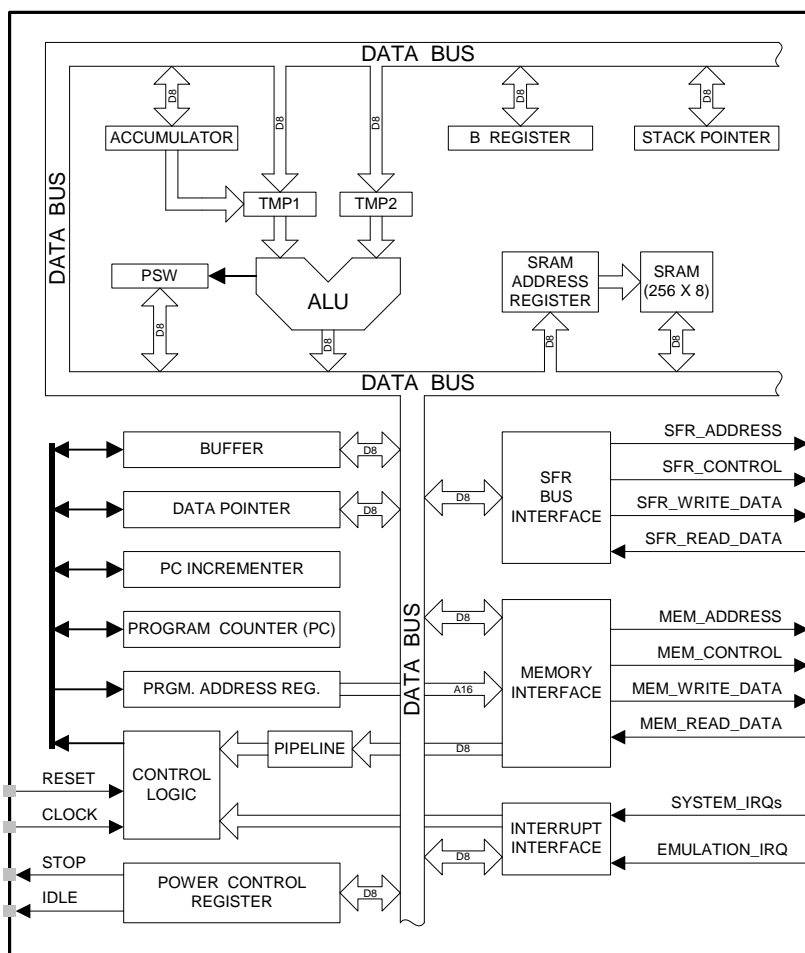 DATA BUS
D8
D8
D8
D8
D8
ACCUMULATOR
B REGISTER
STACK POINTER
DATA BUS
TMP1
TMP2
PSW
ALU
SRAM
ADDRESS
REGISTER
SRAM
(256 X 8)
D8
D8
D8
D8
DATA BUS
BUFFER
D8
SFR_ADDRESS
SFR_CONTROL
SFR
BUS
INTERFACE
D8
DATA POINTER
D8
SFR_WRITE_DATA
SFR_READ_DATA
PC INCREMENTER
DATA BUS
D8
MEM_ADDRESS
PROGRAM COUNTER (PC)
MEM_CONTROL
MEMORY
INTERFACE
PRGM. ADDRESS REG.
A16
MEM_WRITE_DATA
MEM_READ_DATA
PIPELINE
D8
CONTROL
LOGIC
RESET
CLOCK
SYSTEM_IRQs
INTERRUPT
INTERFACE
EMULATION_IRQ
D8
STOP
IDLE
POWER CONTROL
REGISTER
D8